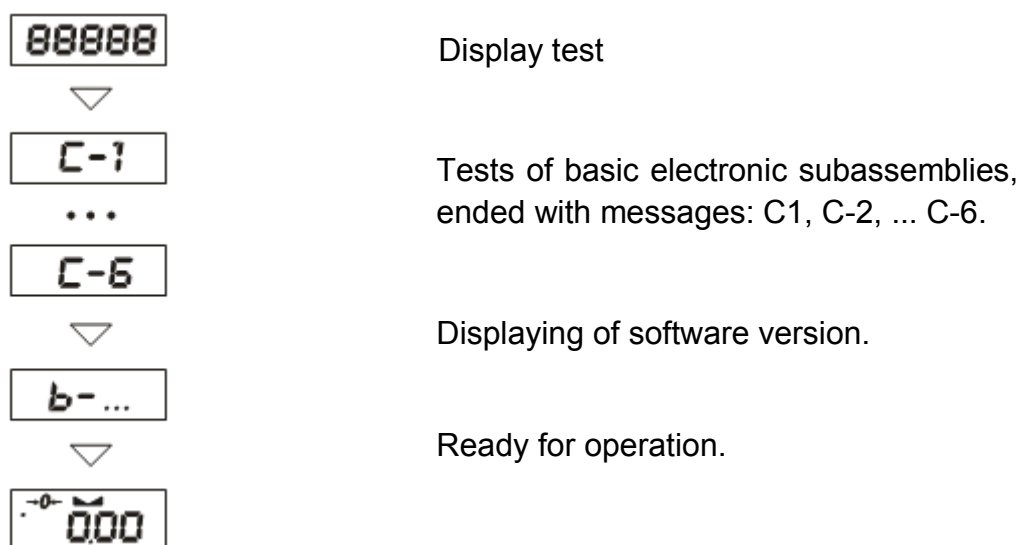 88888
Display test
C-1
Tests of basic electronic subassemblies,
ended with messages: C1, C-2, ... C-6.
C-6
Displaying of software version.
b-...
Ready for operation.
→0← 0.00